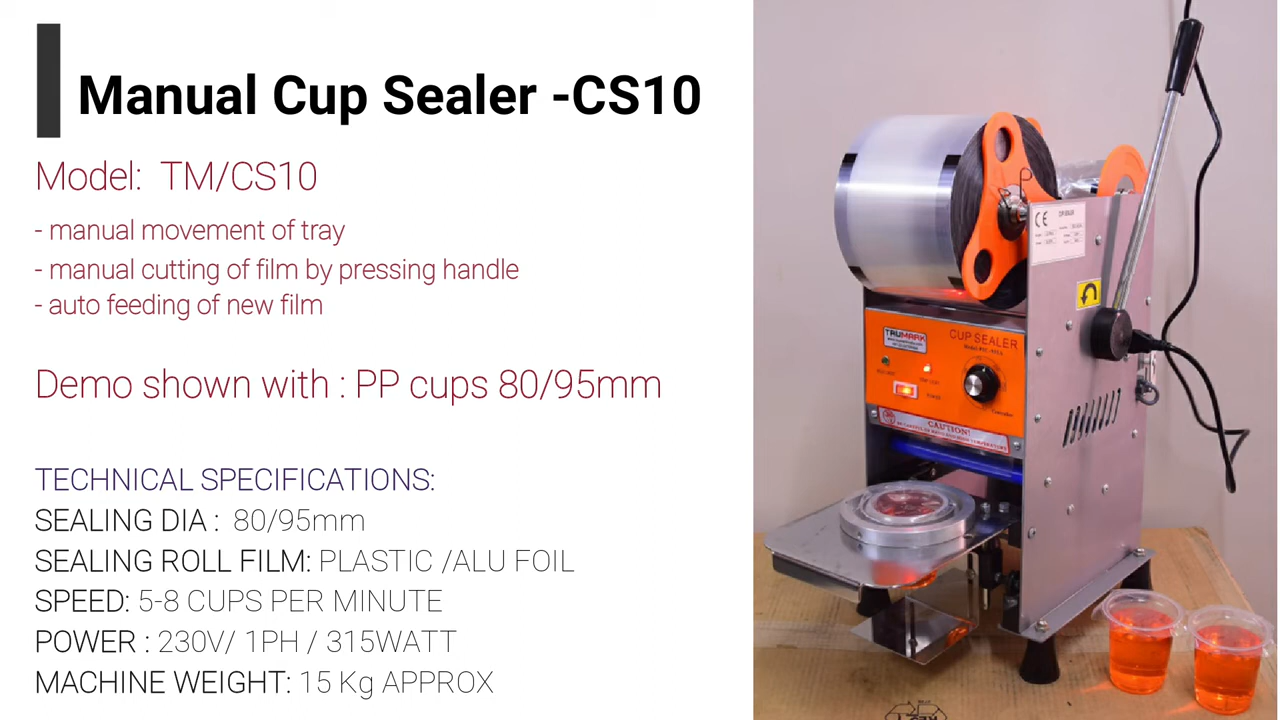 Manual Cup Sealer -CS10
Model: TM/CS10
- manual movement of tray
- manual cutting of film by pressing handle
- auto feeding of new film
Demo shown with : PP cups 80/95mm
TECHNICAL SPECIFICATIONS:
SEALING DIA : 80/95mm
SEALING ROLL FILM: PLASTIC /ALU FOIL
SPEED: 5-8 CUPS PER MINUTE
POWER : 230V/ 1PH / 315WATT
MACHINE WEIGHT: 15 Kg APPROX
CE
TRUMARK
CUP SEALER
CAUTION!